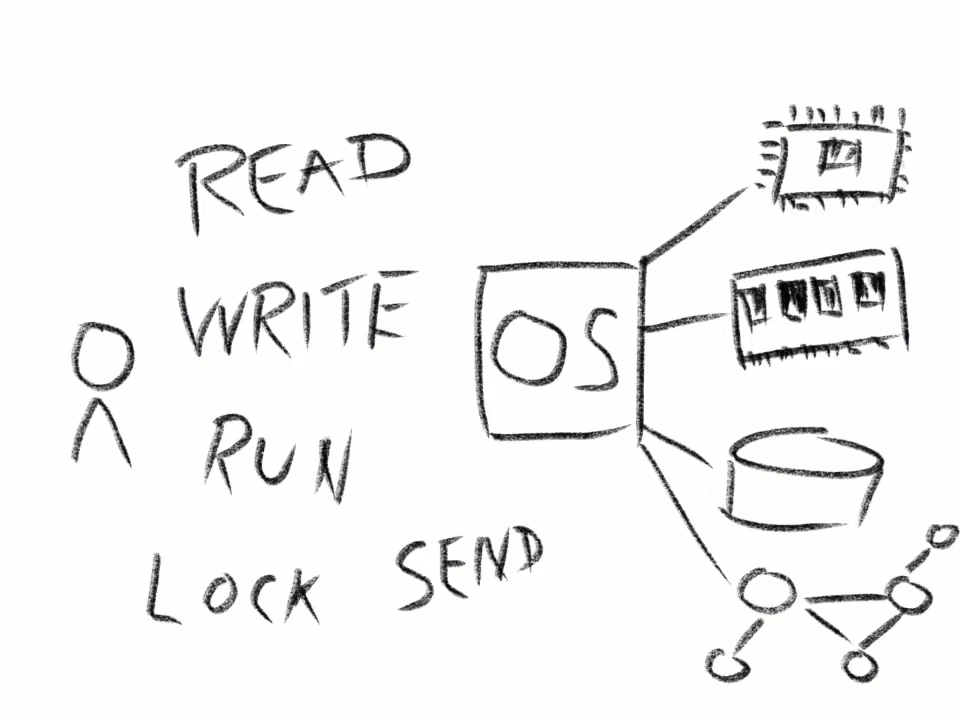 READ
WRITE
OS
RUN
LOCK SEND